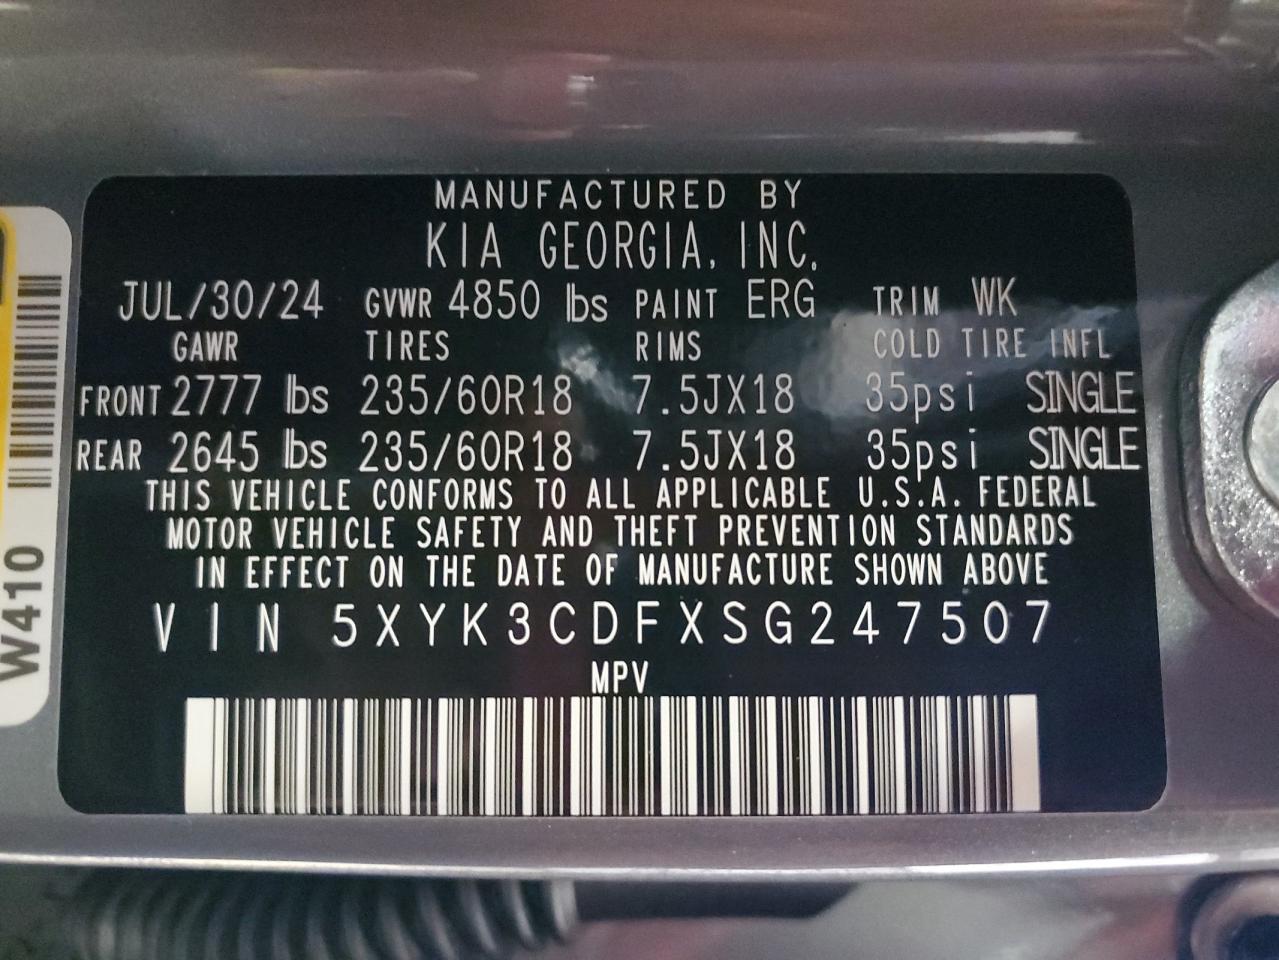 MANUFACTURED BY
KIA GEORGIA, INC.
JUL/30/24 GVWR 4850 lbs PAINT ERG TRIM WK
GAWR TIRES RIMS COLD TIRE INFL
FRONT 2777 lbs 235/60R18 7.5JX18 35psi SINGLE
REAR 2645 lbs 235/60R18 7.5JX18 35psi SINGLE
THIS VEHICLE CONFORMS TO ALL APPLICABLE U.S.A. FEDERAL
MOTOR VEHICLE SAFETY AND THEFT PREVENTION STANDARDS
IN EFFECT ON THE DATE OF MANUFACTURE SHOWN ABOVE
VIN 5XYK3CDFXSG247507
MPV
W410